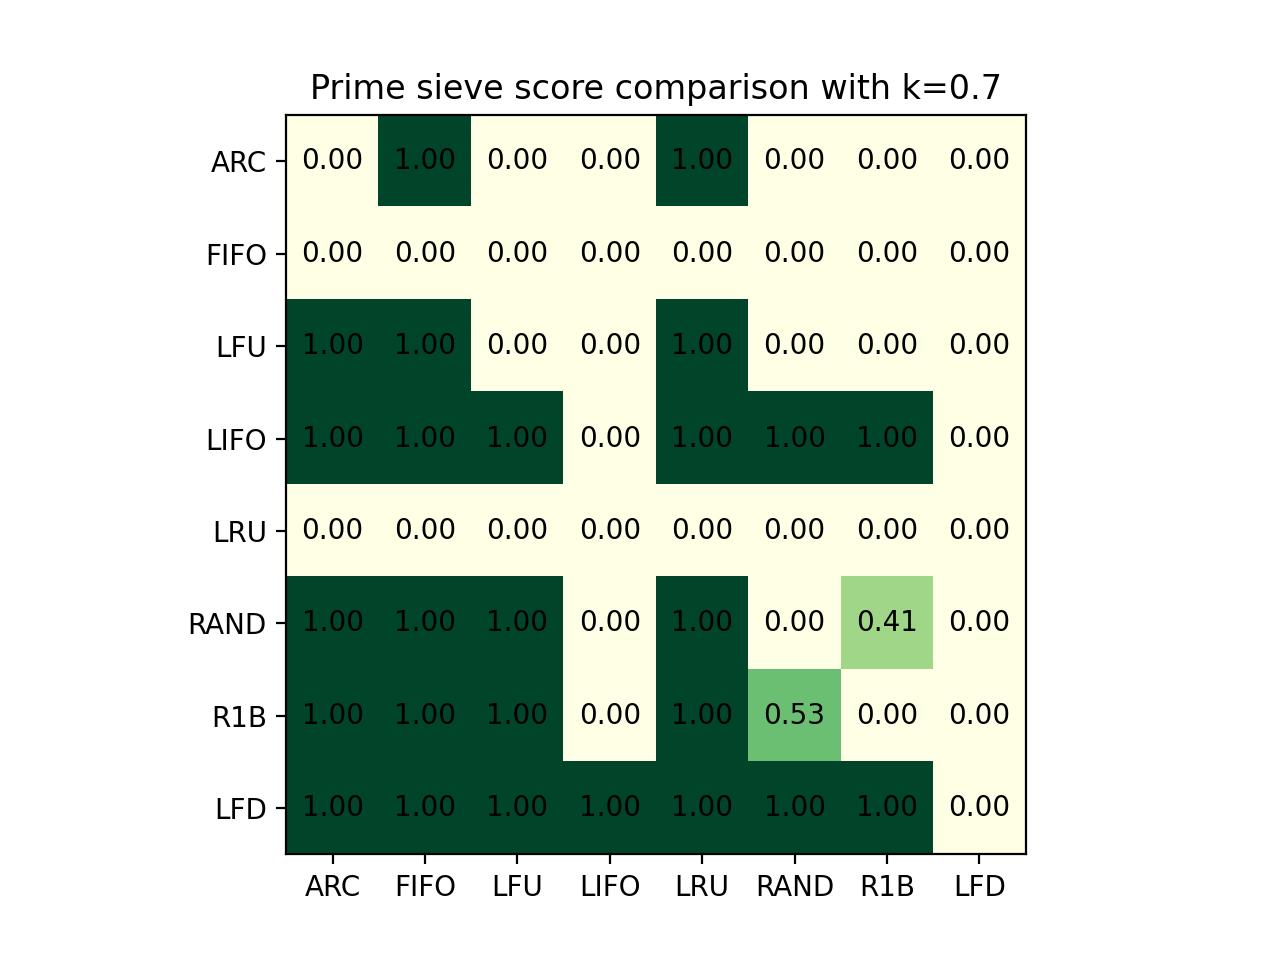 Prime sieve score comparison with k=0.7
ARC 0.00 1.00 0.00 0.00 1.00 0.00 0.00 0.00
FIFO 0.00 0.00 0.00 0.00 0.00 0.00 0.00 0.00
LFU 1.00 1.00 0.00 0.00 1.00 0.00 0.00 0.00
LIFO 1.00 1.00 1.00 0.00 1.00 1.00 1.00 0.00
LRU 0.00 0.00 0.00 0.00 0.00 0.00 0.00 0.00
RAND 1.00 1.00 1.00 0.00 1.00 0.00 0.41 0.00
R1B 1.00 1.00 1.00 0.00 1.00 0.53 0.00 0.00
LFD 1.00 1.00 1.00 1.00 1.00 1.00 1.00 0.00
ARC FIFO LFU LIFO LRU RAND R1B LFD